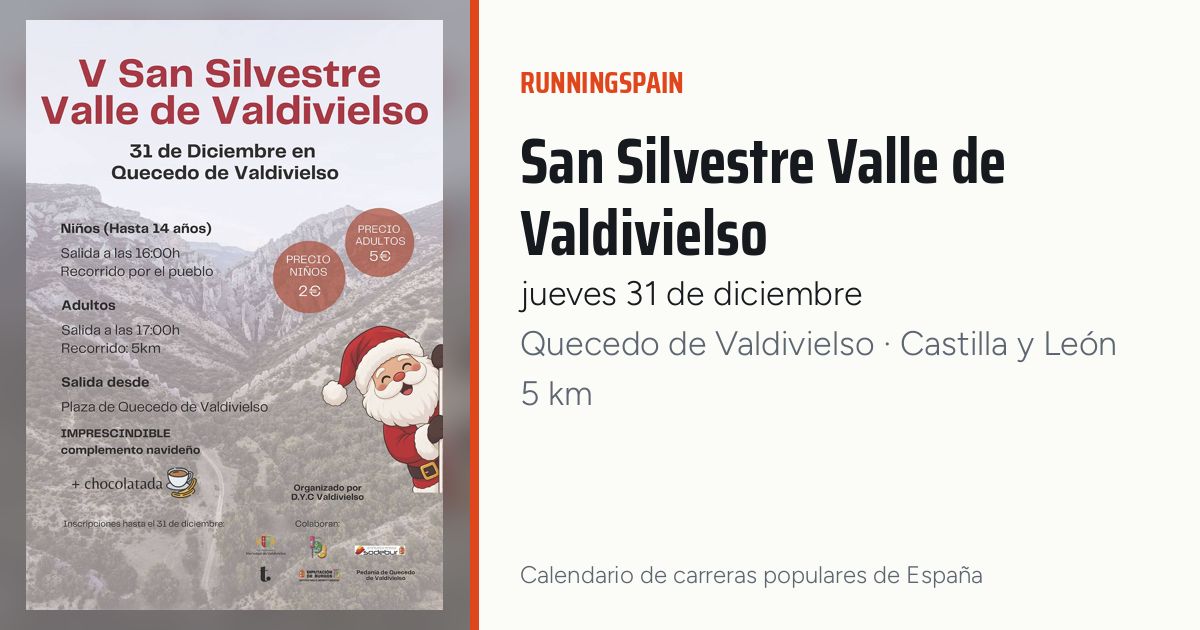 V San Silvestre
Valle de Valdivielso
31 de Diciembre en
Quecedo de Valdivielso
Niños (Hasta 14 años)
Salida a las 16:00h
Recorrido por el pueblo
PRECIO
NIÑOS
2€
PRECIO
ADULTOS
5€
Adultos
Salida a las 17:00h
Recorrido: 5km
Salida desde
Plaza de Quecedo de Valdivielso
IMPRESCINDIBLE
complemento navideño
+ chocolatada
Organizado por
D.Y.C Valdivielso
Inscripciones hasta el 31 de diciembre:
Colaboran:
sodebur
t.
DIPUTACIÓN
DE BURGOS
Pedanía de Quecedo
de Valdivielso
RUNNINGSPAIN
San Silvestre Valle de
Valdivielso
jueves 31 de diciembre
Quecedo de Valdivielso · Castilla y León
5 km
Calendario de carreras populares de España